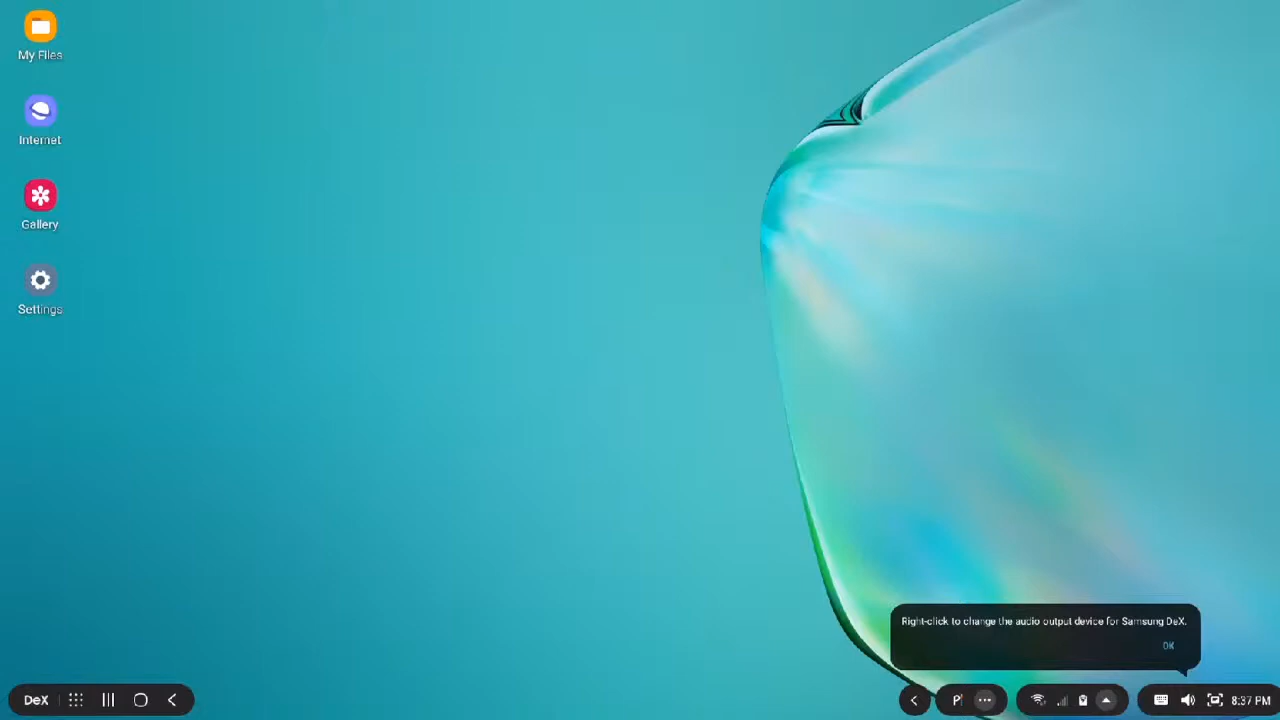 My Files
Internet
Gallery
Settings
Right-click to change the audio output device for Samsung DeX.
OK
DeX
8:37 PM